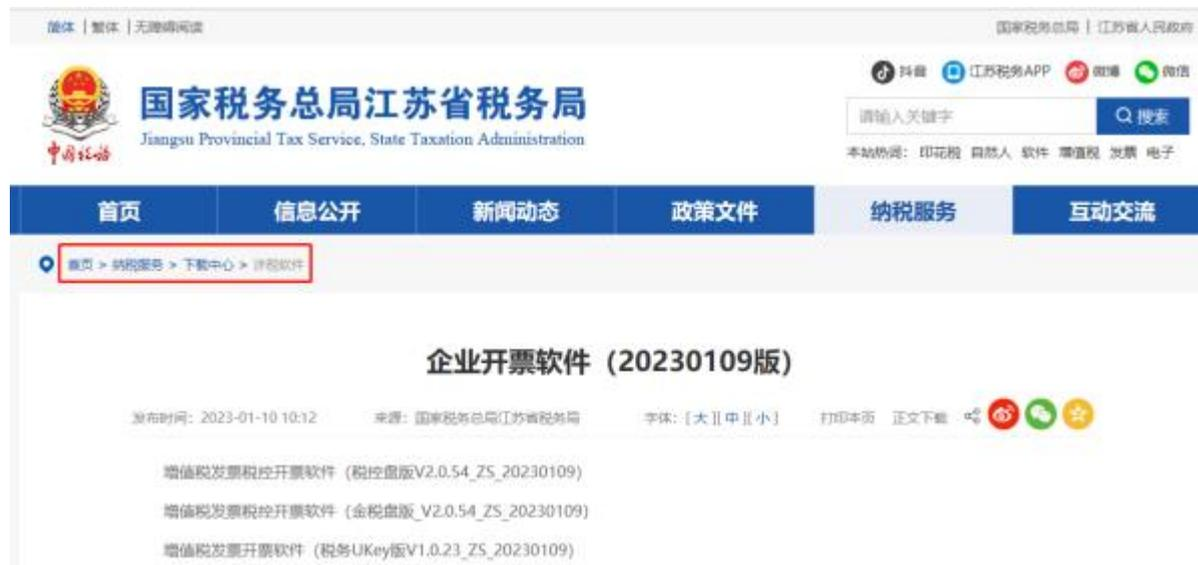 简体 | 繁体 | 无障碍阅读
国家税务总局 | 江苏省人民政府
抖音 江苏税务APP 微博 微信
中国税务
国家税务总局江苏省税务局
Jiangsu Provincial Tax Service, State Taxation Administration
请输入关键字 搜索
本站热词: 印花税 自然人 软件 增值税 发票 电子
首页 信息公开 新闻动态 政策文件 纳税服务 互动交流
首页 > 纳税服务 > 下载中心 > 涉税软件
企业开票软件（20230109版）
发布时间: 2023-01-10 10:12 来源: 国家税务总局江苏省税务局 字体: [大][中][小] 打印本页 正文下载
增值税发票税控开票软件（税控盘版V2.0.54_ZS_20230109）
增值税发票税控开票软件（金税盘版_V2.0.54_ZS_20230109）
增值税发票开票软件（税务UKey版V1.0.23_ZS_20230109）